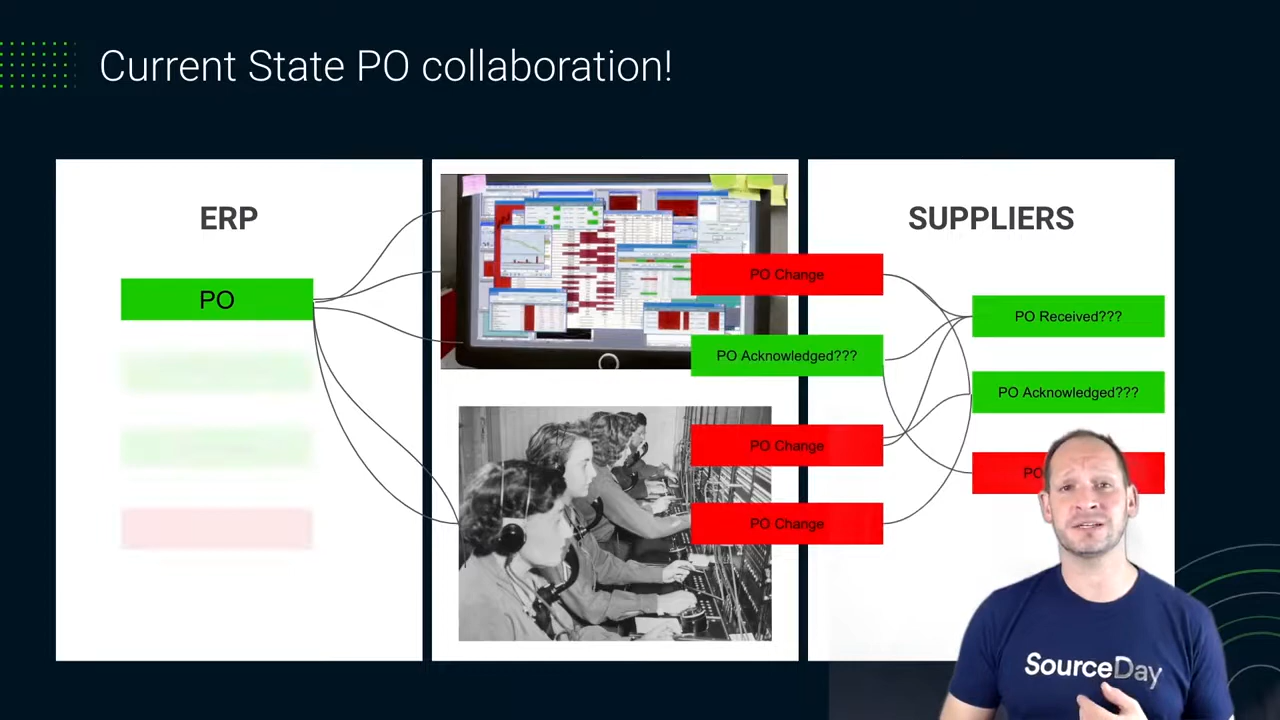 Current State PO collaboration!
ERP
SUPPLIERS
PO
PO Change
PO Received???
PO Acknowledged???
PO Acknowledged???
PO Change
PO
PO Change
SourceDay